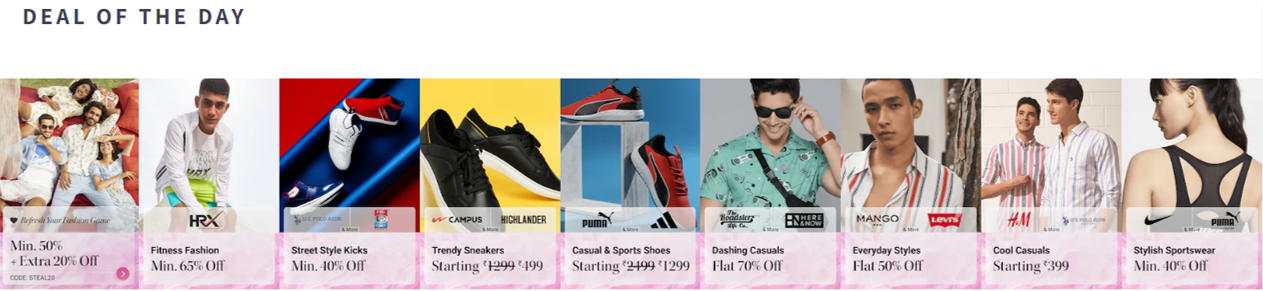 DEAL OF THE DAY
Refresh Your Fashion Game
Min. 50%
+ Extra 20% Off
CODE: STEAL20
HRX
Fitness Fashion
Min. 65% Off
U.S. POLO ASSN.
& More
Street Style Kicks
Min. 40% Off
CAMPUS HIGHLANDER
& More
Trendy Sneakers
Starting ₹1299 ₹499
PUMA
& More
Casual & Sports Shoes
Starting ₹2499 ₹1299
The Roadster Life Co. HERE & NOW
& More
Dashing Casuals
Flat 70% Off
MANGO LEVI'S
& More
Everyday Styles
Flat 50% Off
H&M U.S. POLO ASSN.
& More
Cool Casuals
Starting ₹399
PUMA
& More
Stylish Sportswear
Min. 40% Off